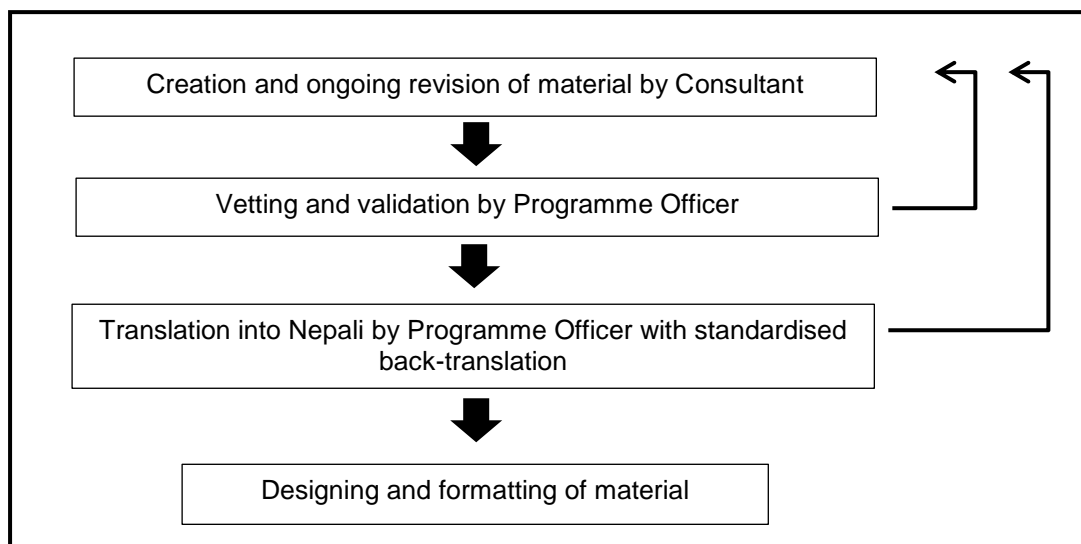 Creation and ongoing revision of material by Consultant
Vetting and validation by Programme Officer
Translation into Nepali by Programme Officer with standardised
back-translation
Designing and formatting of material